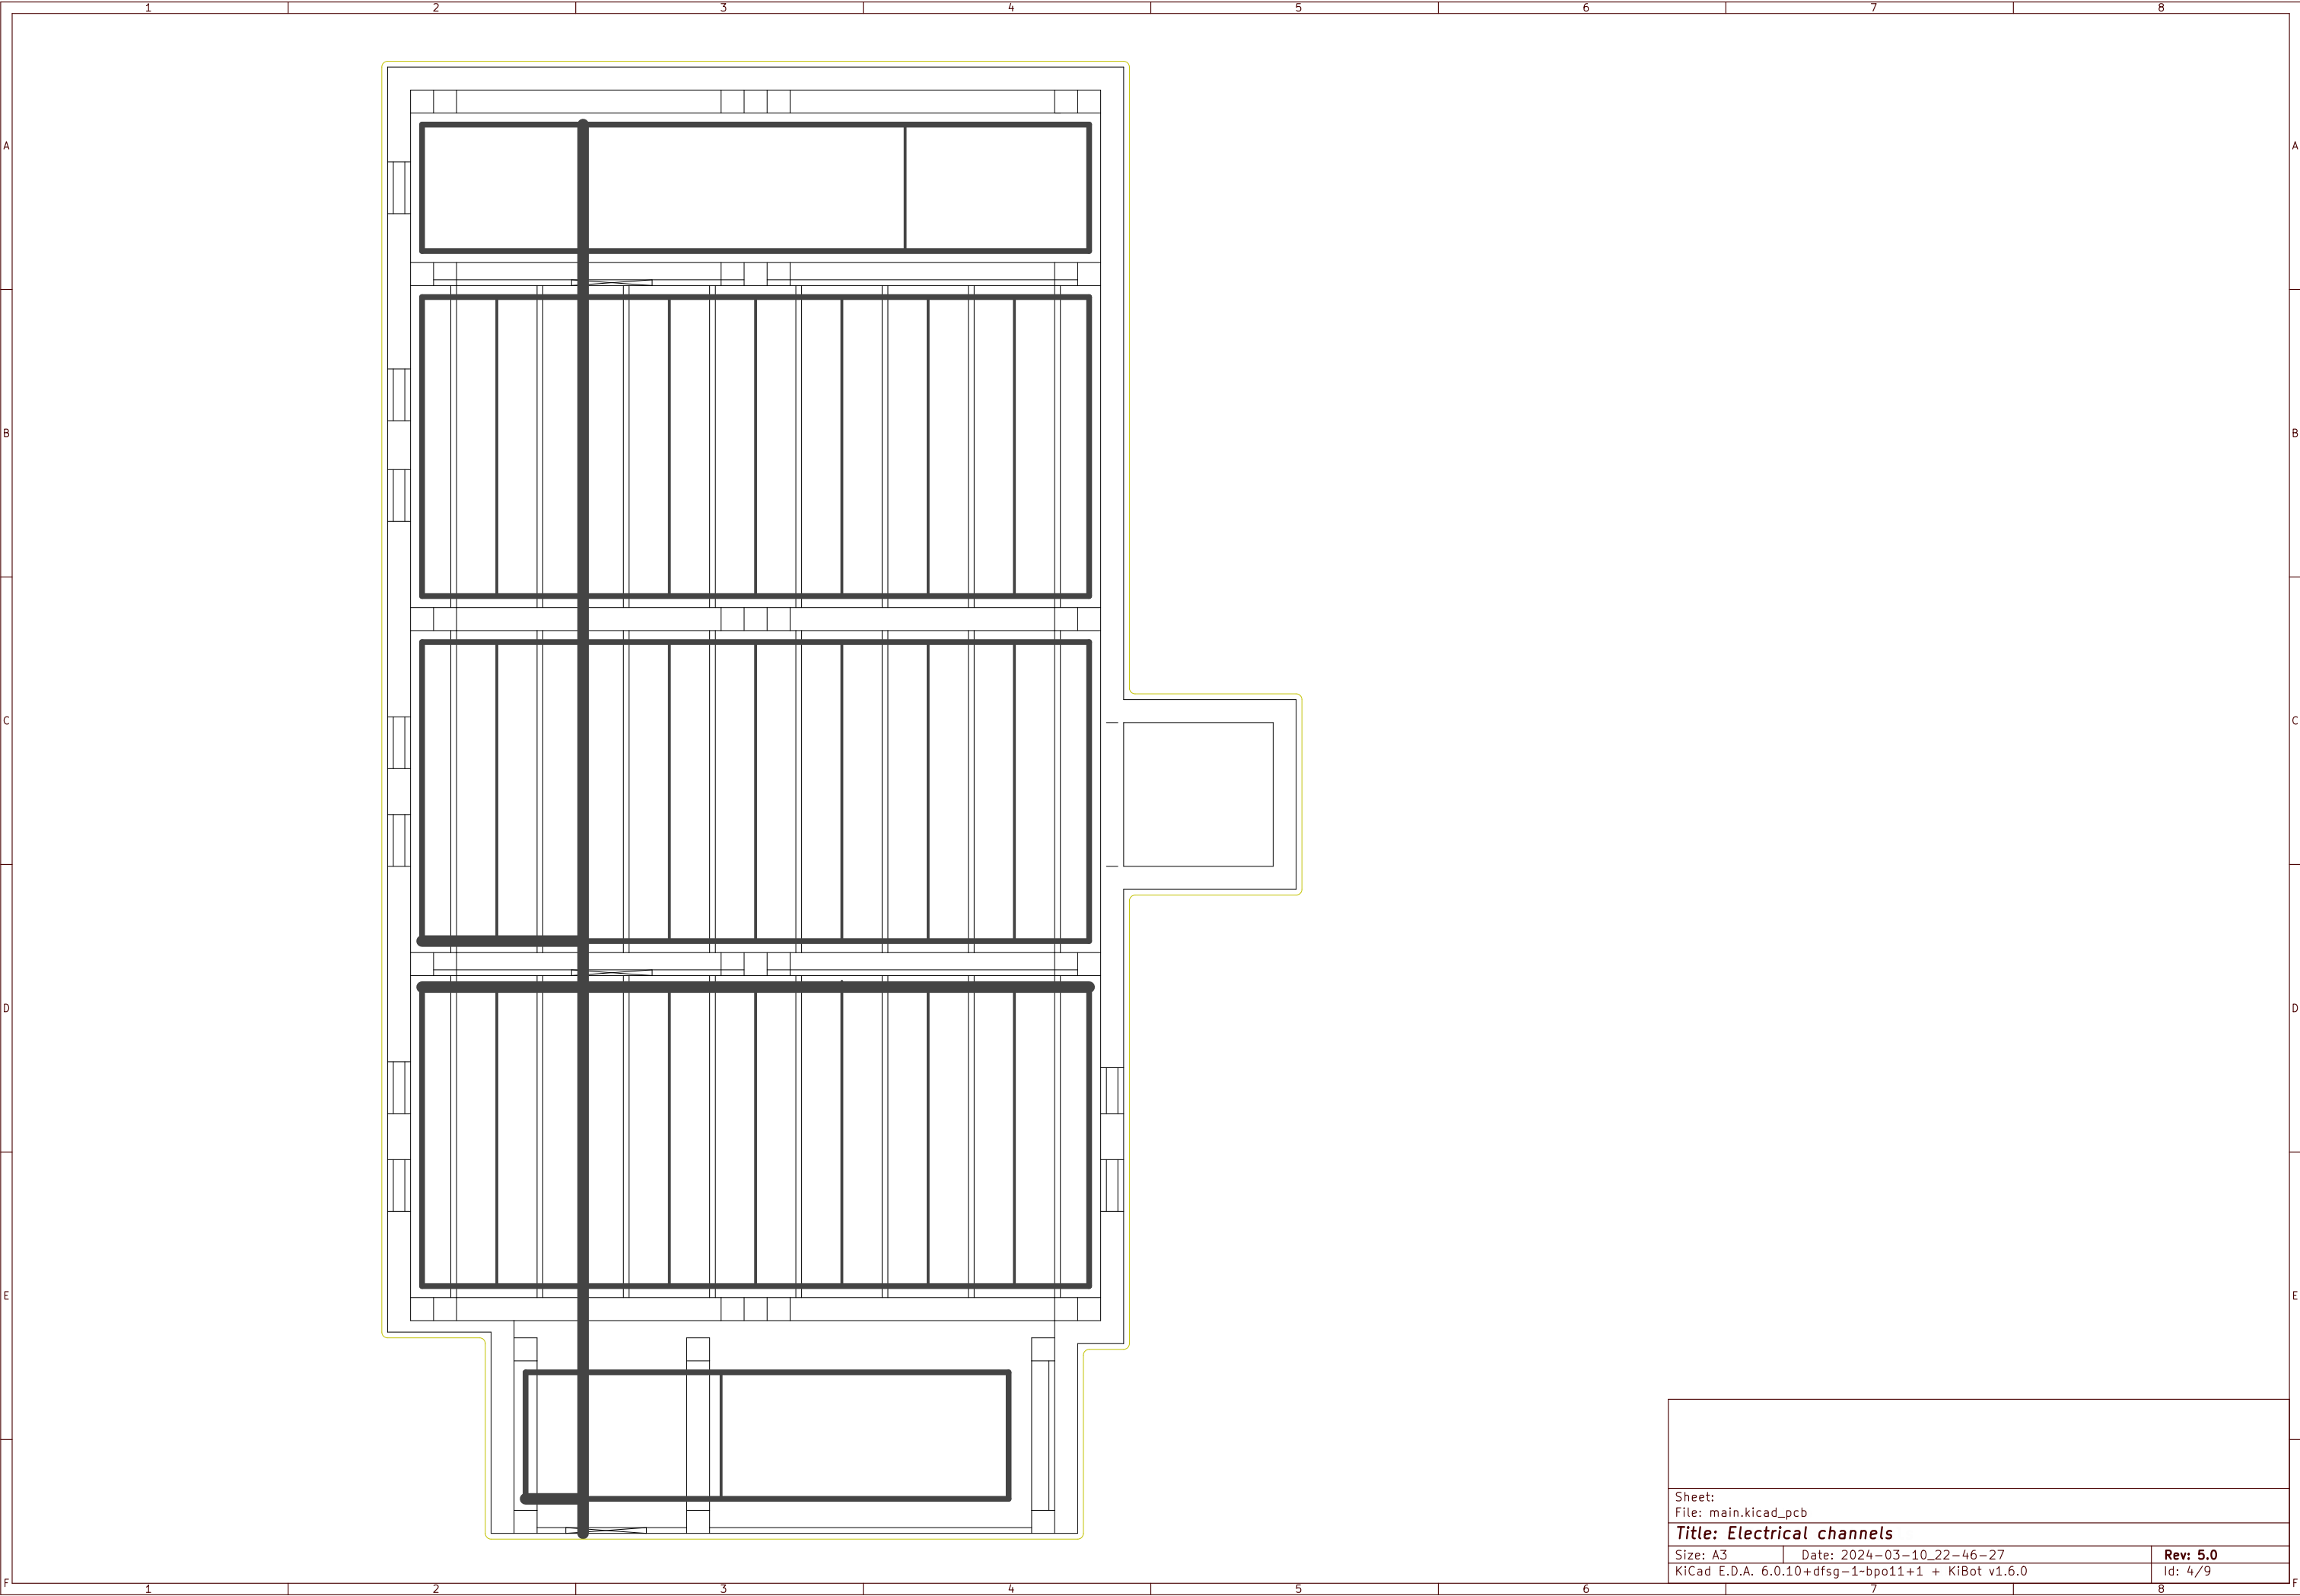 1 2 3 4 5 6 7 8
A A
B B
C C
D D
E E
Sheet:
File: main.kicad_pcb
Title: Electrical channels
Size: A3 Date: 2024-03-10_22-46-27 Rev: 5.0
KiCad E.D.A. 6.0.10+dfsg-1~bpo11+1 + KiBot v1.6.0 Id: 4/9
F F
1 2 3 4 5 6 7 8